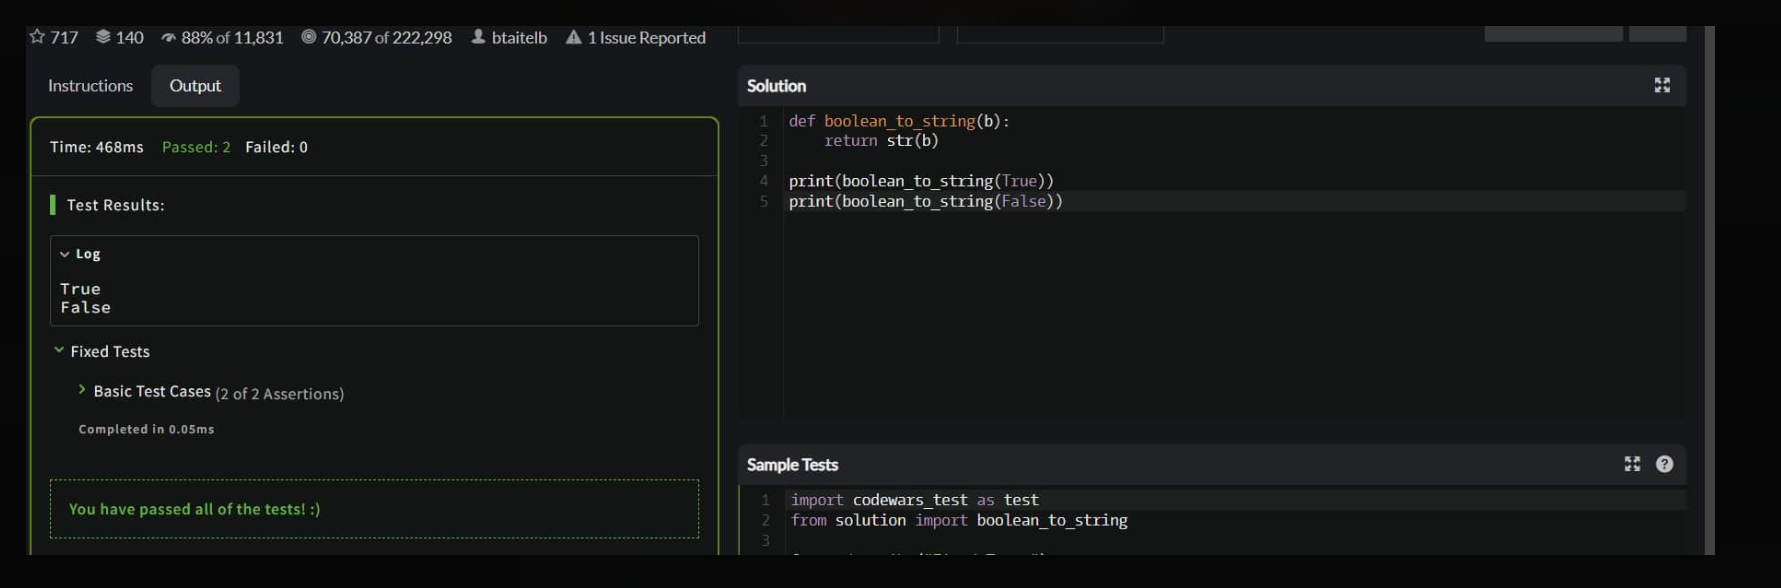 717 140 88% of 11,831 70,387 of 222,298 btaitelb 1 Issue Reported
Instructions Output
Time: 468ms Passed: 2 Failed: 0
Test Results:
Log
True
False
Fixed Tests
Basic Test Cases (2 of 2 Assertions)
Completed in 0.05ms
You have passed all of the tests! :)
Solution
1 def boolean_to_string(b):
2     return str(b)
3
4 print(boolean_to_string(True))
5 print(boolean_to_string(False))
Sample Tests
1 import codewars_test as test
2 from solution import boolean_to_string
3